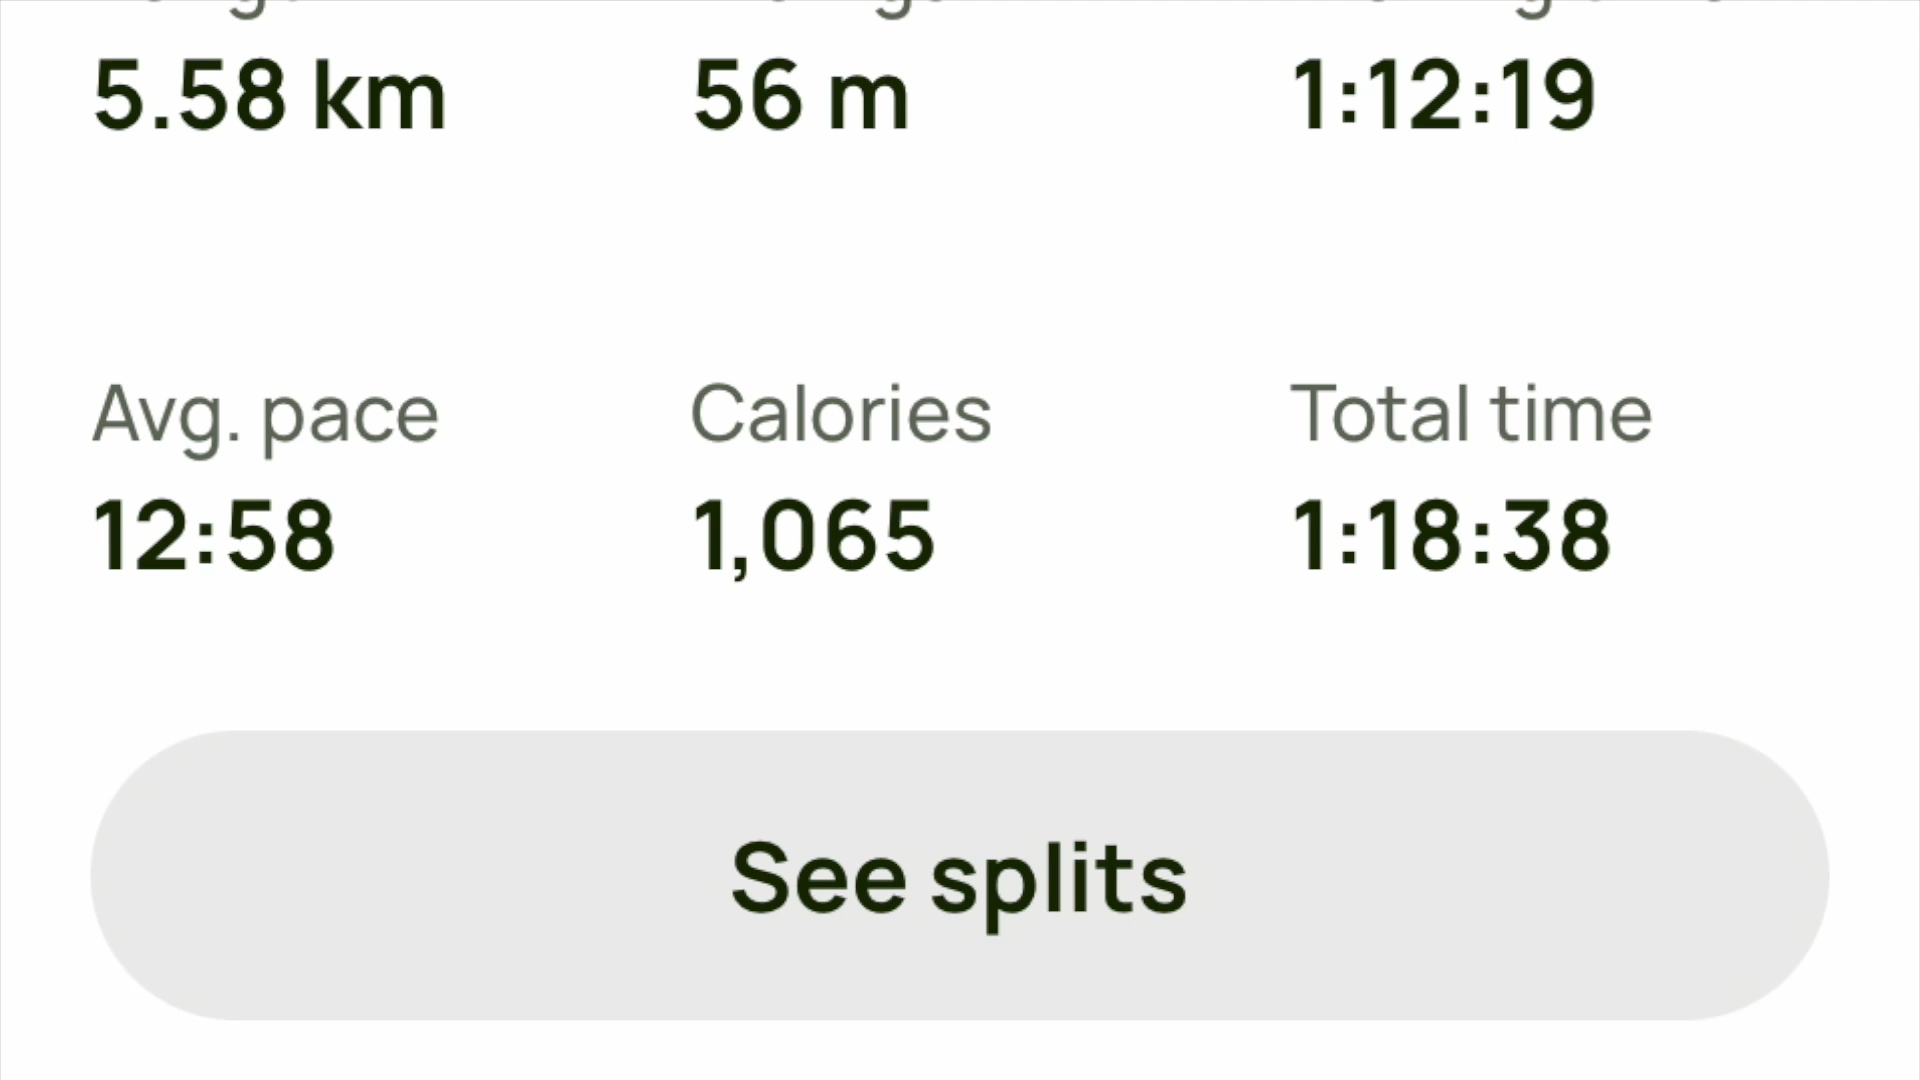 5.58 km 56 m 1:12:19
Avg. pace Calories Total time
12:58 1,065 1:18:38
See splits